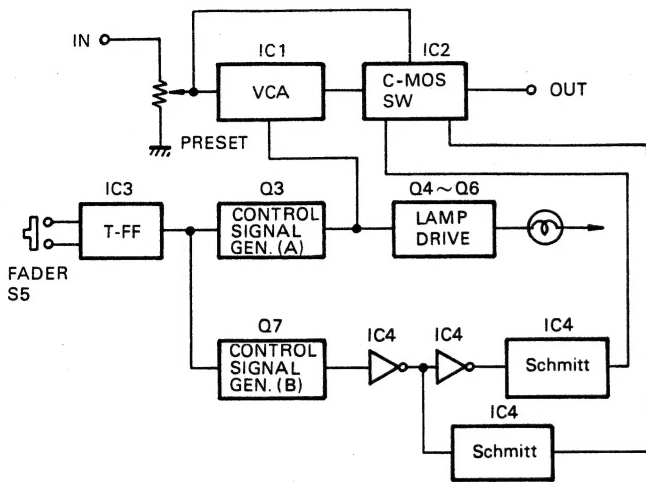 IN
IC1
IC2
VCA
C-MOS
SW
OUT
PRESET
IC3
Q3
Q4～Q6
T-FF
CONTROL
SIGNAL
GEN. (A)
LAMP
DRIVE
FADER
S5
Q7
IC4
IC4
IC4
CONTROL
SIGNAL
GEN. (B)
Schmitt
IC4
Schmitt